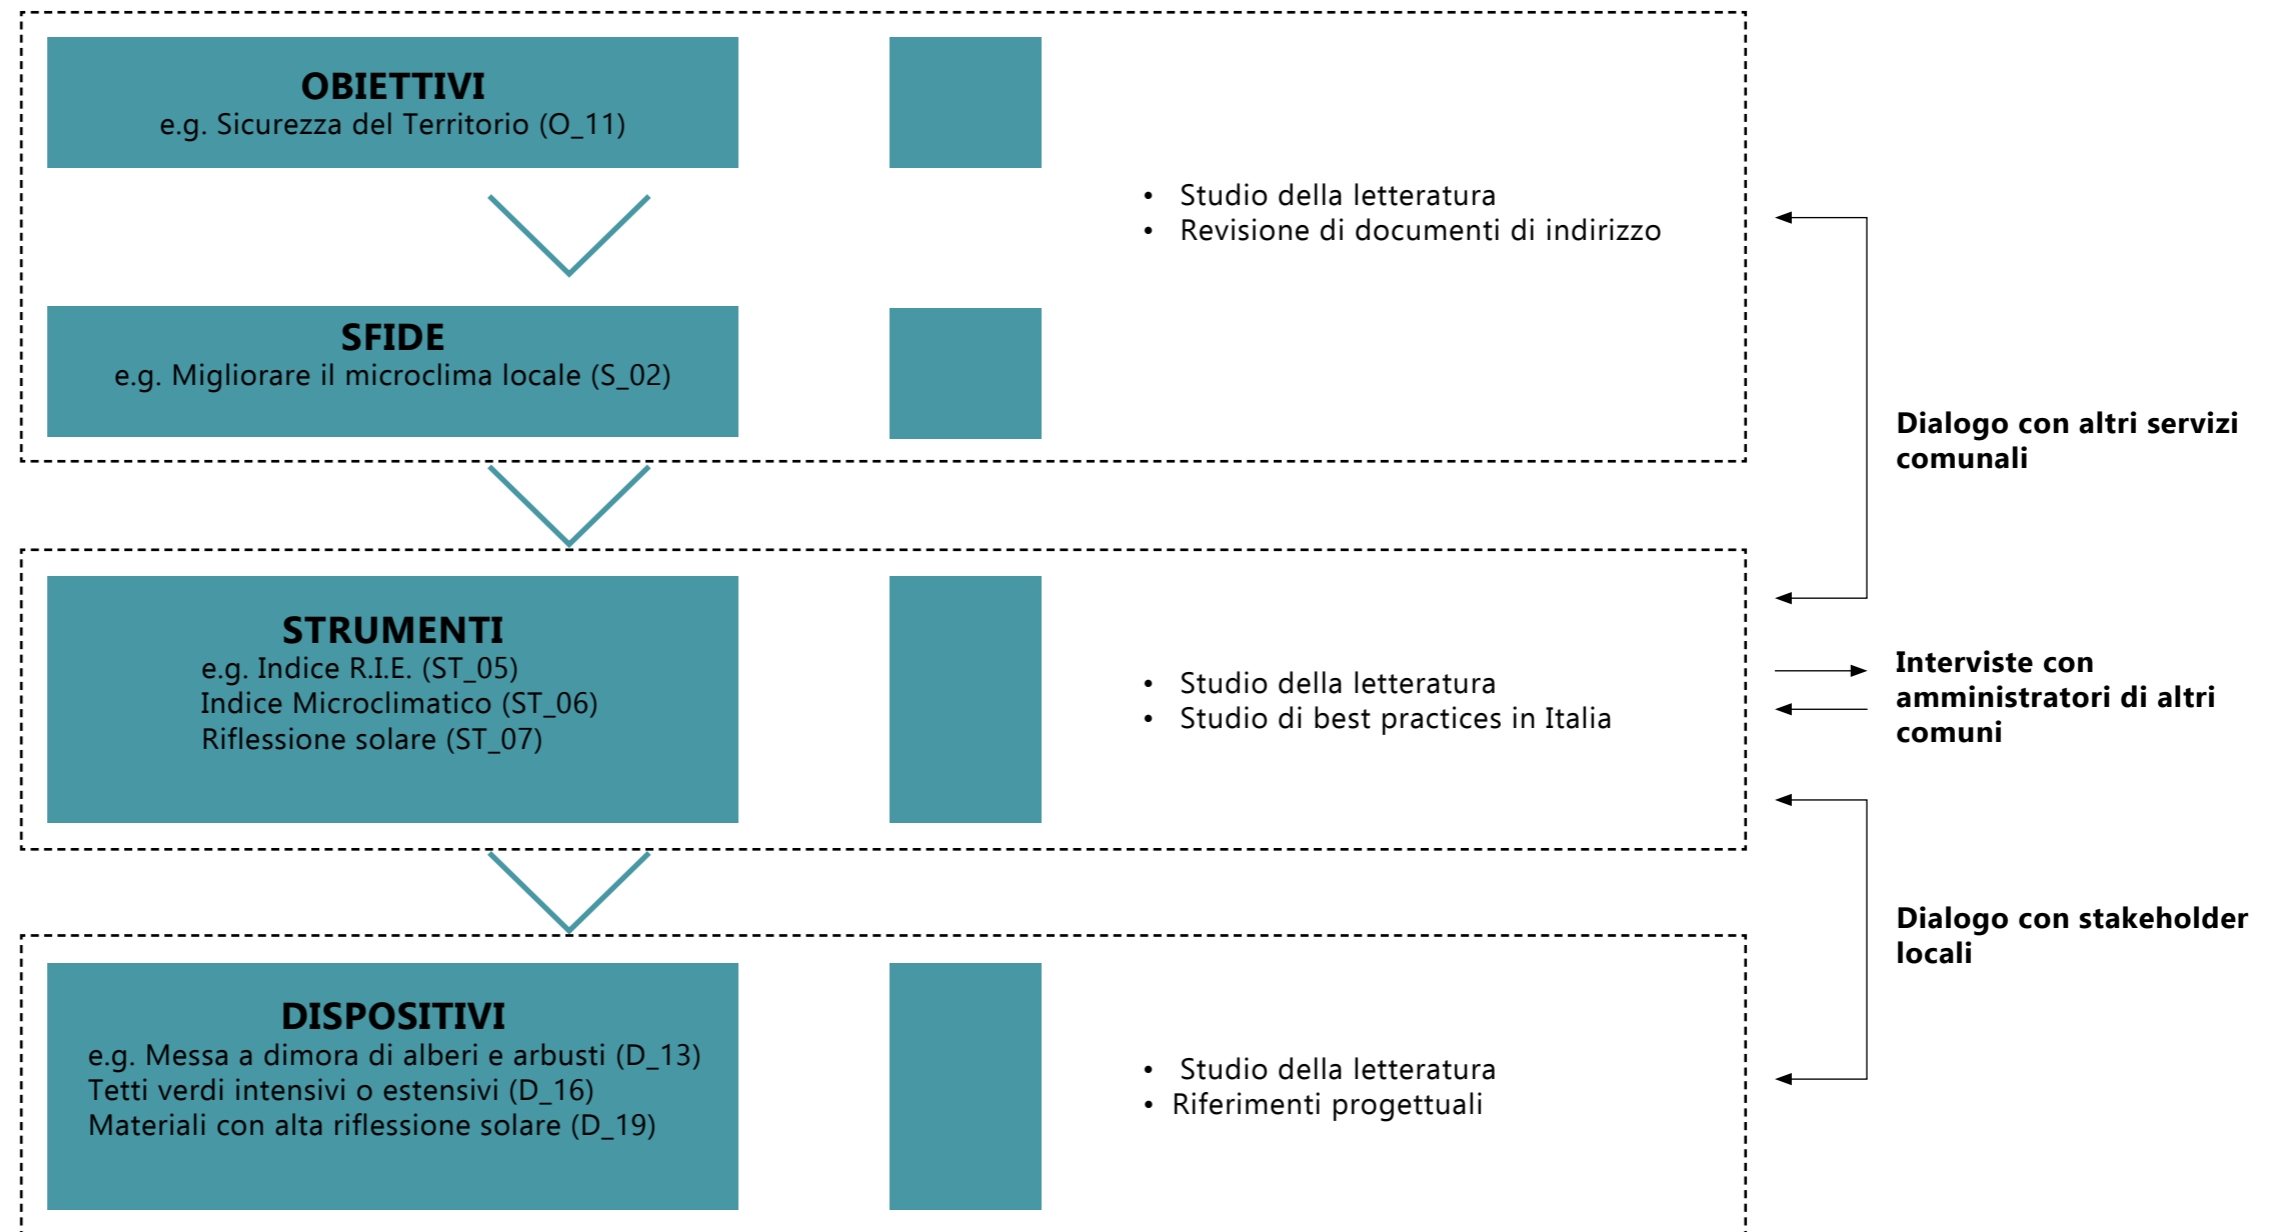 OBIETTIVI
e.g. Sicurezza del Territorio (O_11)
• Studio della letteratura
• Revisione di documenti di indirizzo
SFIDE
e.g. Migliorare il microclima locale (S_02)
Dialogo con altri servizi
comunali
STRUMENTI
e.g. Indice R.I.E. (ST_05)
Indice Microclimatico (ST_06)
Riflessione solare (ST_07)
• Studio della letteratura
• Studio di best practices in Italia
Interviste con
amministratori di altri
comuni
Dialogo con stakeholder
locali
DISPOSITIVI
e.g. Messa a dimora di alberi e arbusti (D_13)
Tetti verdi intensivi o estensivi (D_16)
Materiali con alta riflessione solare (D_19)
• Studio della letteratura
• Riferimenti progettuali